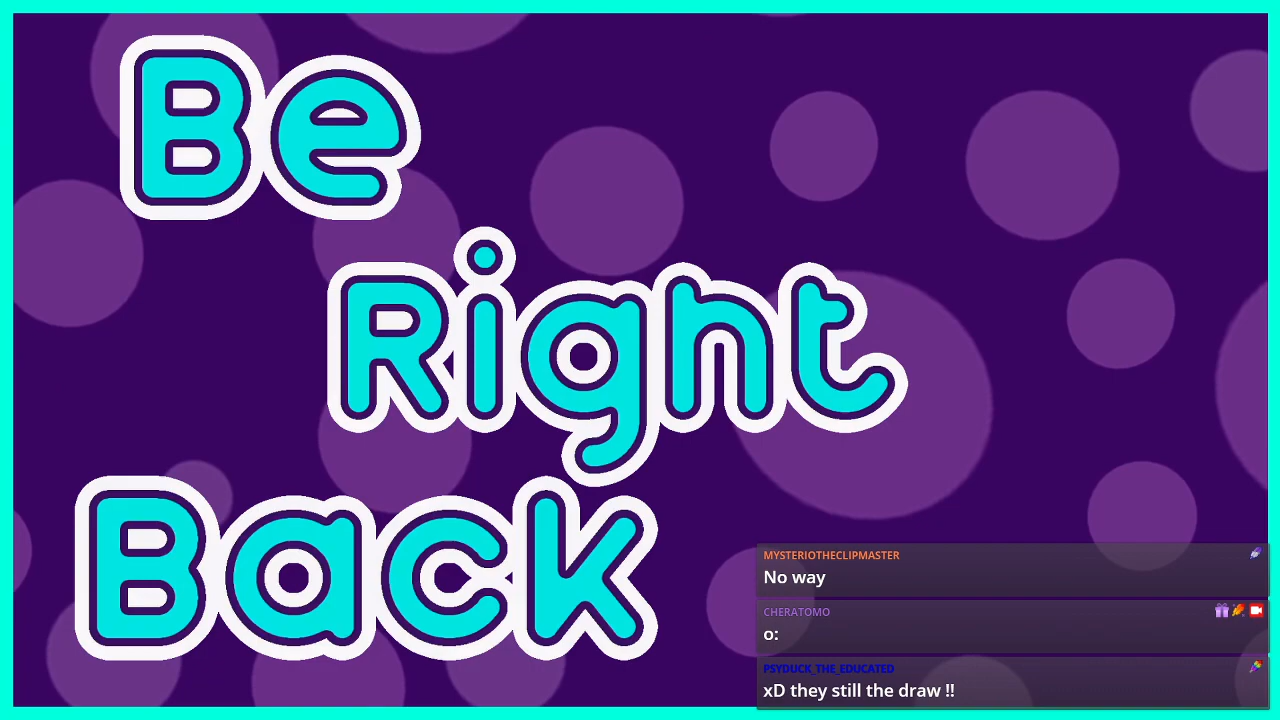 Be
Right
Back
MYSTERIOTHECLIPMASTER
No way
CHERATOMO
o:
PSYDUCK_THE_EDUCATED
xD they still the draw !!